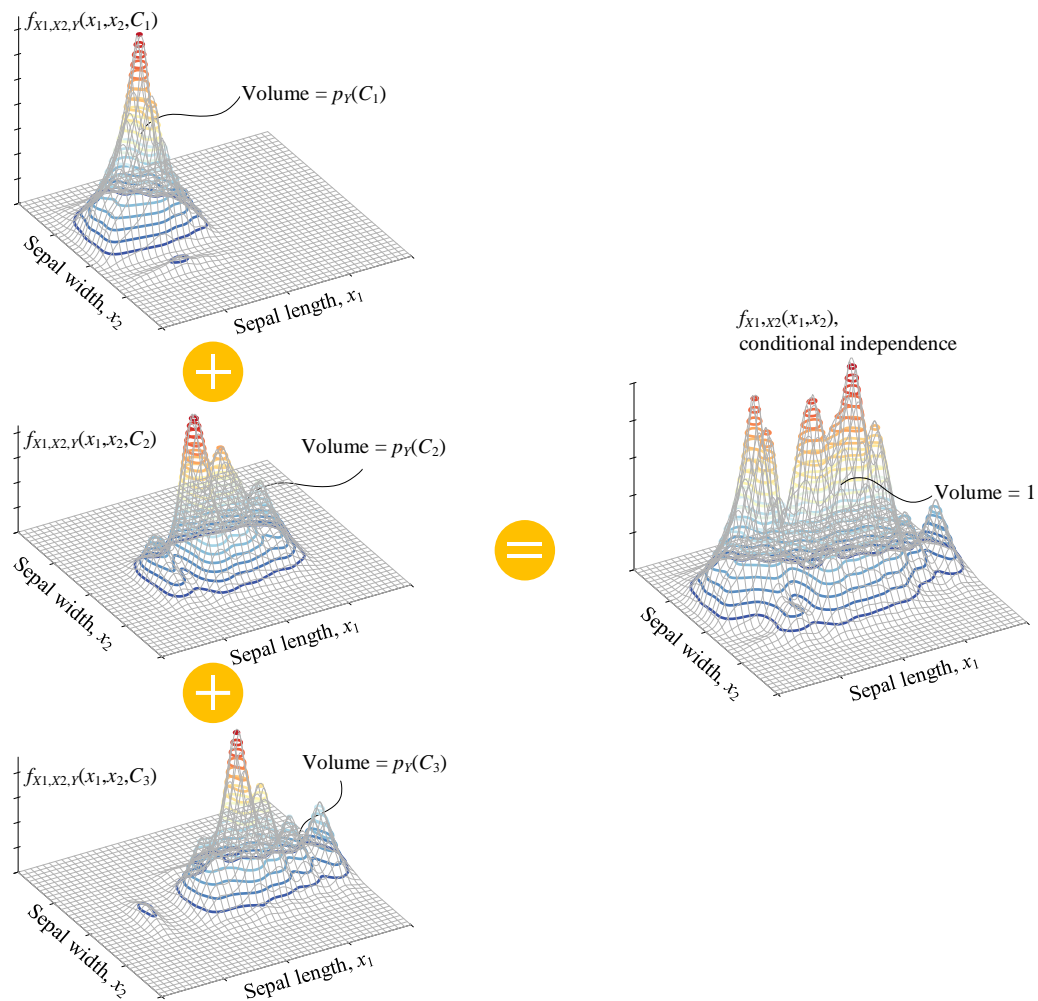 fX1,X2,Y(x1,x2,C1)
Volume = pY(C1)
Sepal width, x2
Sepal length, x1
+
fX1,X2,Y(x1,x2,C2)
Volume = pY(C2)
Sepal width, x2
Sepal length, x1
+
fX1,X2,Y(x1,x2,C3)
Volume = pY(C3)
Sepal width, x2
Sepal length, x1
=
fX1,X2(x1,x2),
conditional independence
Volume = 1
Sepal width, x2
Sepal length, x1